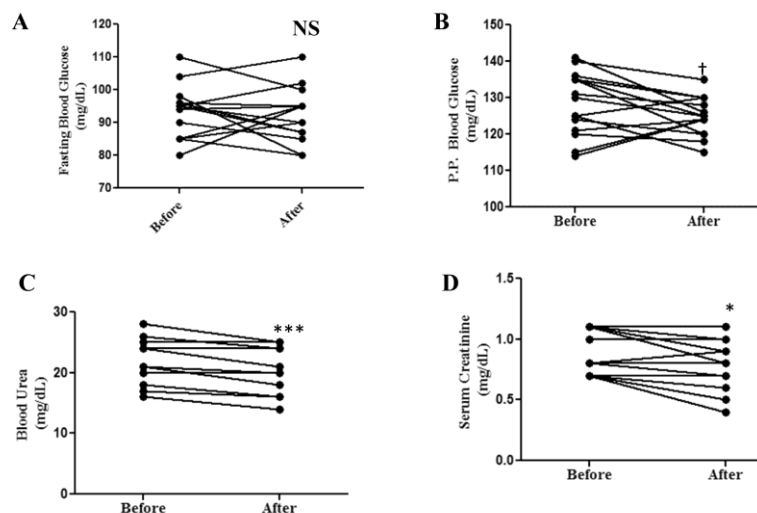 A
NS
Fasting Blood Glucose
(mg/dL)
120
110
100
90
80
70
Before
After
B
†
P.P. Blood Glucose
(mg/dL)
150
140
130
120
110
100
Before
After
C
***
Blood Urea
(mg/dL)
30
20
10
0
Before
After
D
*
Serum Creatinine
(mg/dL)
1.5
1.0
0.5
0.0
Before
After